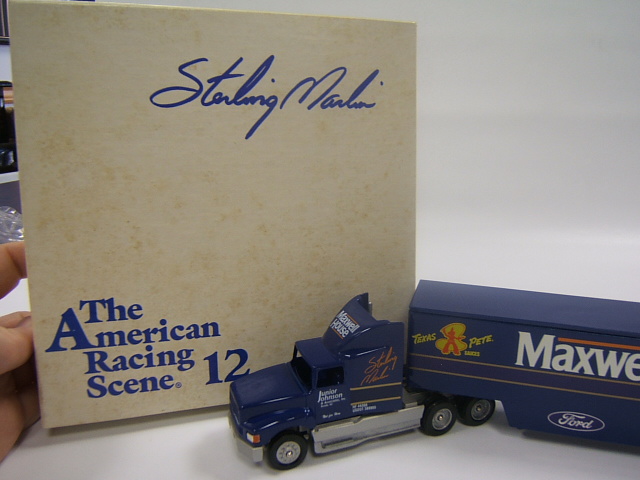 Sterling Marlin
The
American
Racing
Scene® 12
Maxwell
House
Sterling
Marlin
Junior
Johnson
TEXAS PETE
Maxwe
Ford